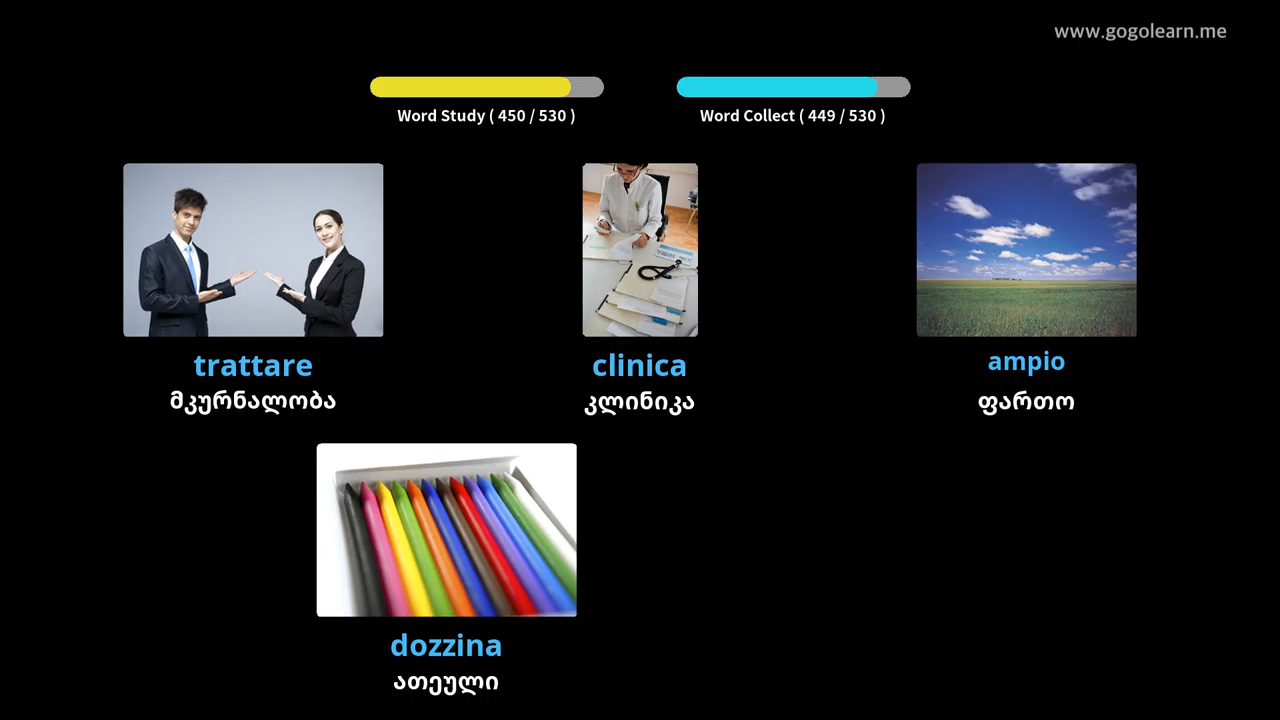 www.gogolearn.me
Word Study ( 450 / 530 )
Word Collect ( 449 / 530 )
trattare
მკურნალობა
clinica
კლინიკა
ampio
ფართო
dozzina
ათეული